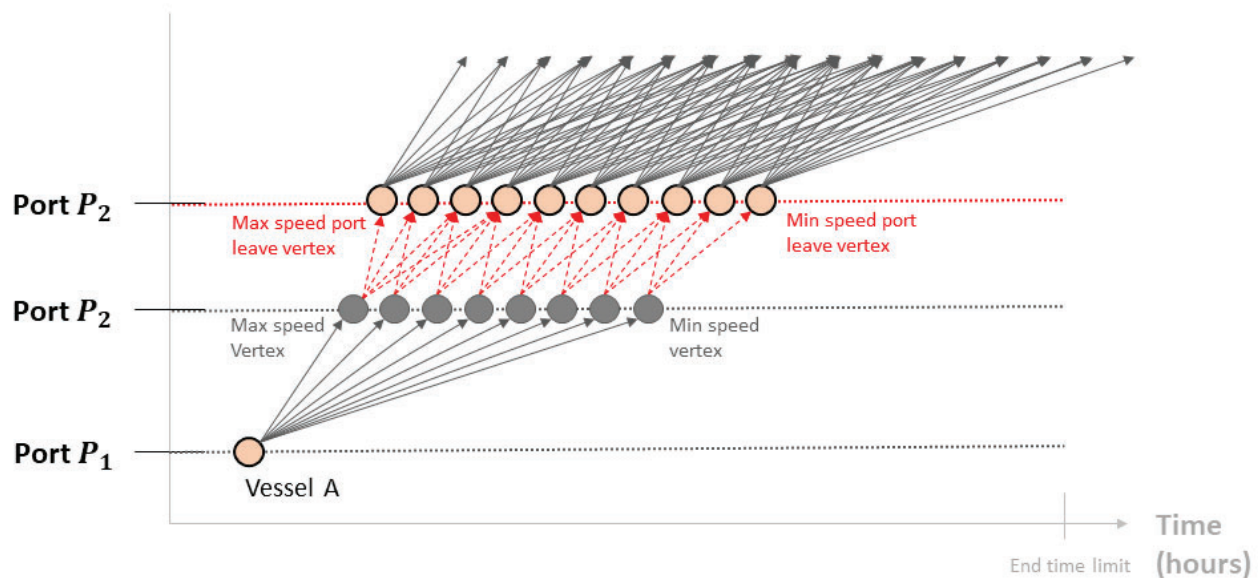 Port P₂
Max speed port
leave vertex
Min speed port
leave vertex
Port P₂
Max speed
Vertex
Min speed
vertex
Port P₁
Vessel A
Time
(hours)
End time limit